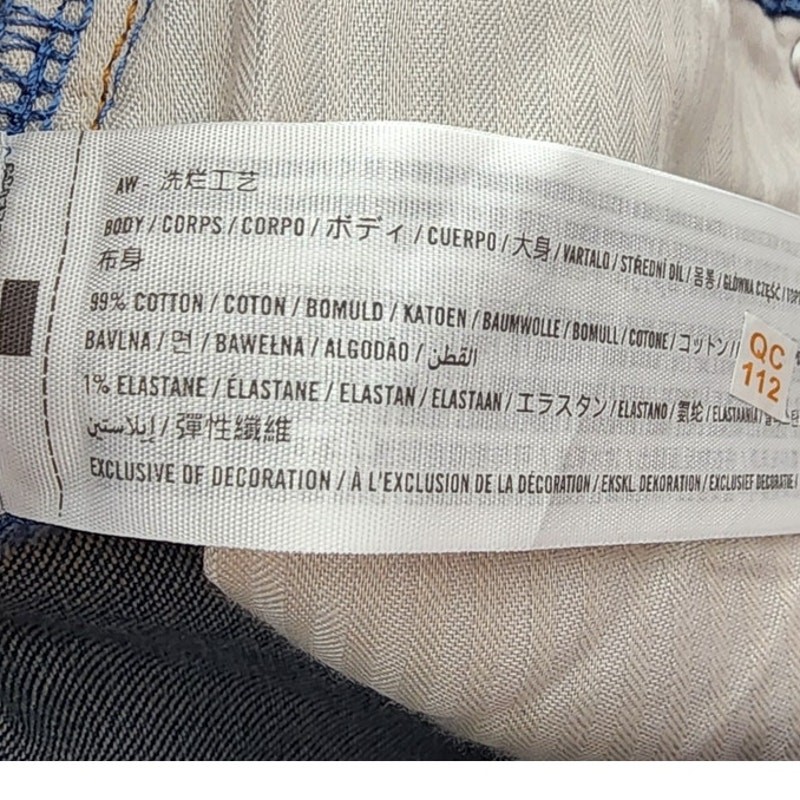 AW - 洗烂工艺
BODY / CORPS / CORPO / ボディ / CUERPO / 大身 / VARTALO / STŘEDNÍ DÍL / 몸통 / GŁÓWNA CZĘŚĆ /
布身
99% COTTON / COTON / BOMULD / KATOEN / BAUMWOLLE / BOMULL / COTONE / コットン /
BAVLNA / 면 / BAWEŁNA / ALGODÃO / القطن
1% ELASTANE / ÉLASTANE / ELASTAN / ELASTAAN / エラスタン / ELASTANO / 氨纶 / ELASTAANIA /
إيلاستين / 彈性纖維
EXCLUSIVE OF DECORATION / À L'EXCLUSION DE LA DÉCORATION / EKSKL. DEKORATION / EXCLUSIEF DECORATIE /
QC
112